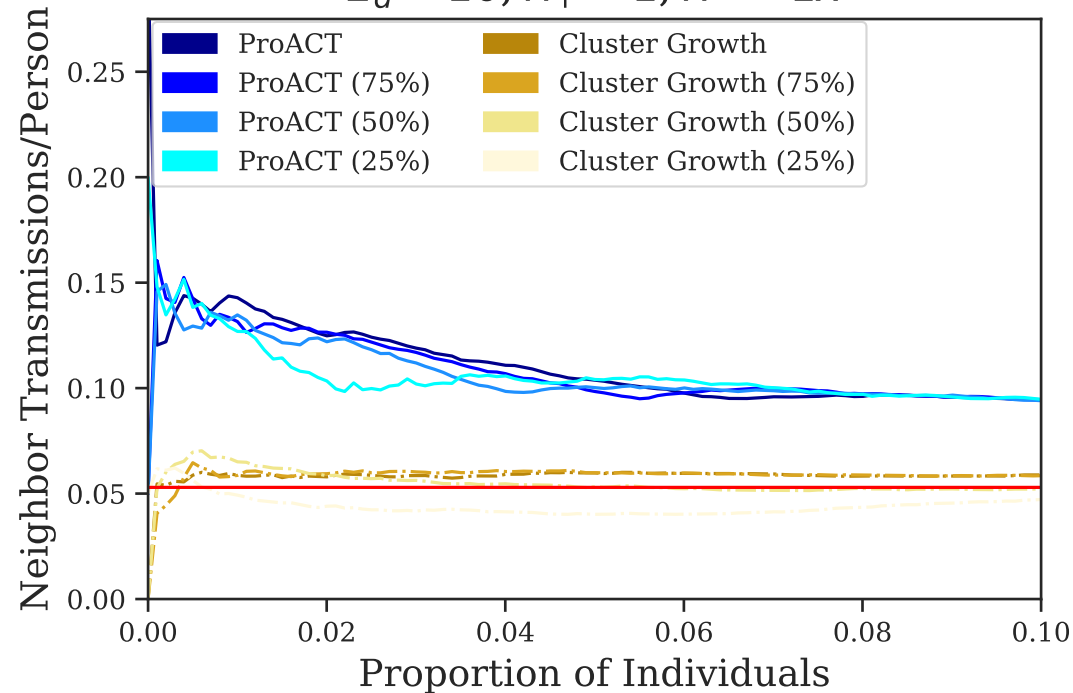 ProACT
ProACT (75%)
ProACT (50%)
ProACT (25%)
Cluster Growth
Cluster Growth (75%)
Cluster Growth (50%)
Cluster Growth (25%)
Neighbor Transmissions/Person
0.25
0.20
0.15
0.10
0.05
0.00
0.00 0.02 0.04 0.06 0.08 0.10
Proportion of Individuals